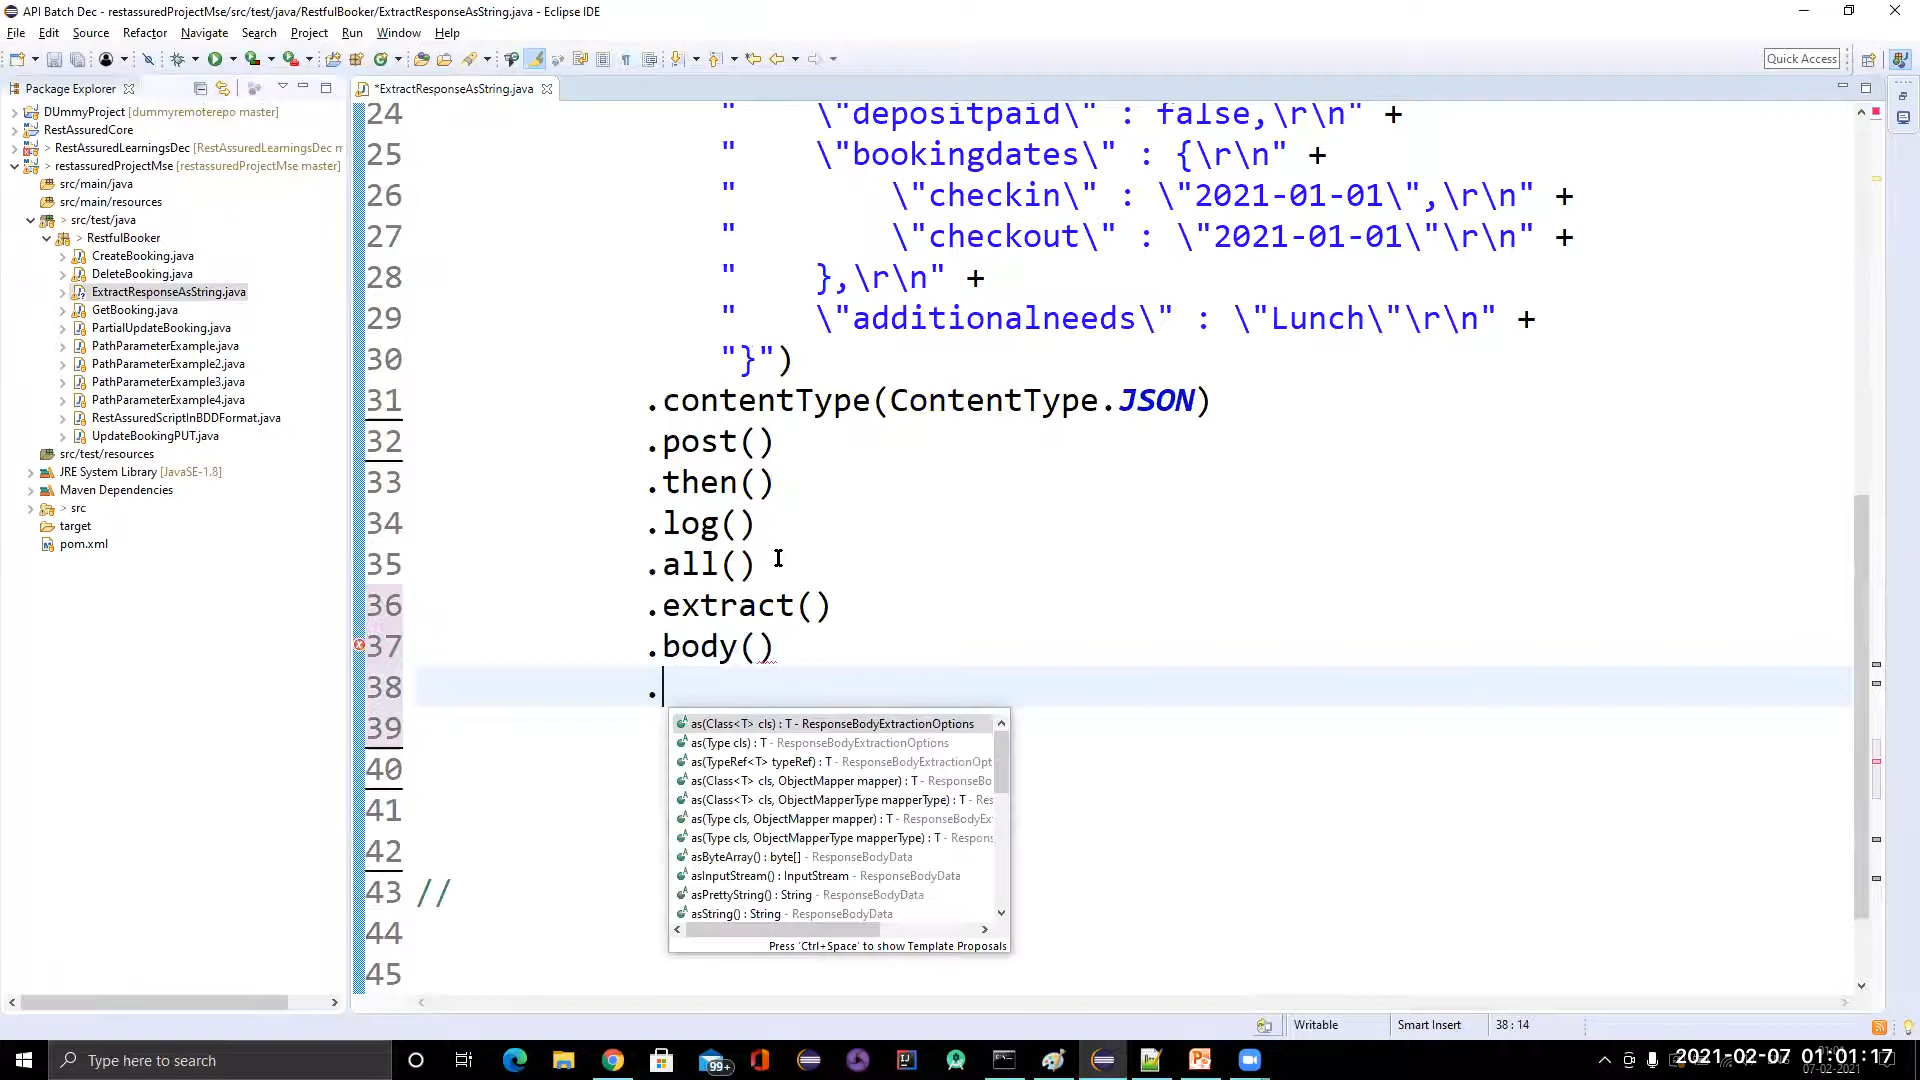 API Batch Dec - restassuredProjectMse/src/test/java/RestfulBooker/ExtractResponseAsString.java - Eclipse IDE
File Edit Source Refactor Navigate Search Project Run Window Help
Quick Access
Package Explorer
*ExtractResponseAsString.java
DUmmyProject [dummyremoterepo master]
RestAssuredCore
> RestAssuredLearningsDec [RestAssuredLearningsDec m
> restassuredProjectMse [restassuredProjectMse master]
src/main/java
src/main/resources
> src/test/java
> RestfulBooker
CreateBooking.java
DeleteBooking.java
ExtractResponseAsString.java
GetBooking.java
PartialUpdateBooking.java
PathParameterExample.java
PathParameterExample2.java
PathParameterExample3.java
PathParameterExample4.java
RestAssuredScriptInBDDFormat.java
UpdateBookingPUT.java
src/test/resources
JRE System Library [JavaSE-1.8]
Maven Dependencies
> src
target
pom.xml
24 " \"depositpaid\" : false,\r\n" +
25 " \"bookingdates\" : {\r\n" +
26 " \"checkin\" : \"2021-01-01\",\r\n" +
27 " \"checkout\" : \"2021-01-01\"\r\n" +
28 " },\r\n" +
29 " \"additionalneeds\" : \"Lunch\"\r\n" +
30 "}")
31 .contentType(ContentType.JSON)
32 .post()
33 .then()
34 .log()
35 .all()
36 .extract()
37 .body()
38 .
39
40
41
42
43 //
44
45
as(Class<T> cls) : T - ResponseBodyExtractionOptions
as(Type cls) : T - ResponseBodyExtractionOptions
as(TypeRef<T> typeRef) : T - ResponseBodyExtractionOpt
as(Class<T> cls, ObjectMapper mapper) : T - ResponseBo
as(Class<T> cls, ObjectMapperType mapperType) : T - Res
as(Type cls, ObjectMapper mapper) : T - ResponseBodyEx
as(Type cls, ObjectMapperType mapperType) : T - Respons
asByteArray() : byte[] - ResponseBodyData
asInputStream() : InputStream - ResponseBodyData
asPrettyString() : String - ResponseBodyData
asString() : String - ResponseBodyData
Press 'Ctrl+Space' to show Template Proposals
Writable Smart Insert 38 : 14
Type here to search
99+
2021-02-07 01:01:17
07-02-2021